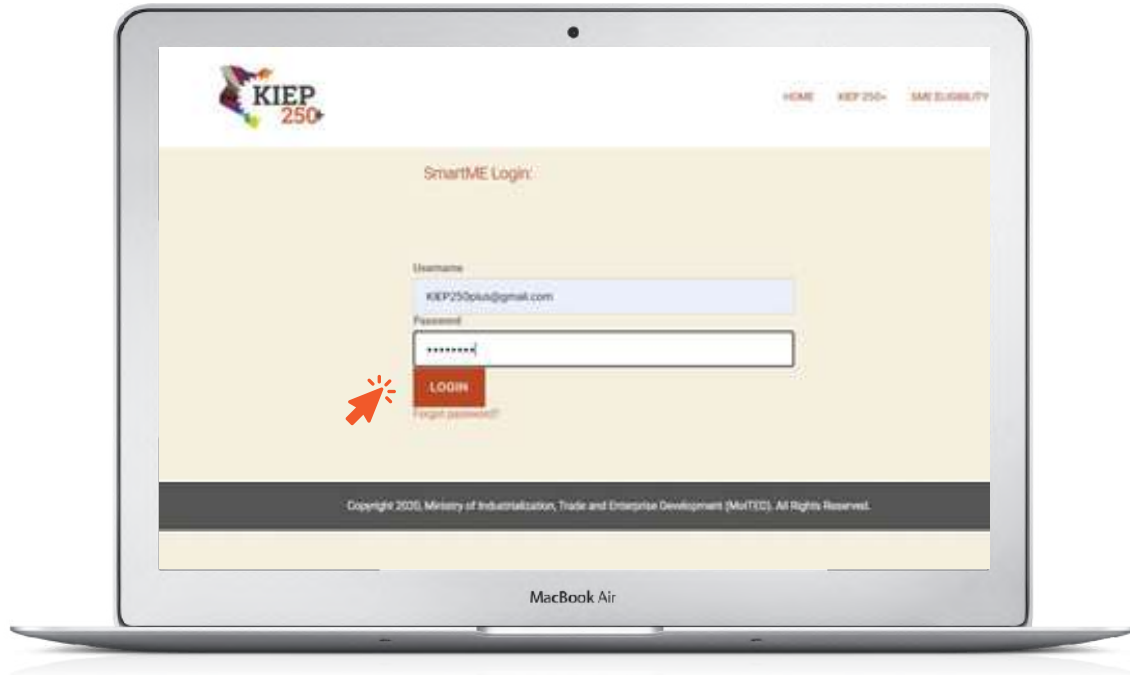 KIEP
250+
HOME KIEP 250+ SME ELIGIBILITY
SmartME Login:
Username
KIEP250plus@gmail.com
Password
••••••••
LOGIN
Forgot password?
Copyright 2020, Ministry of Industrialization, Trade and Enterprise Development (MoITED). All Rights Reserved.
MacBook Air